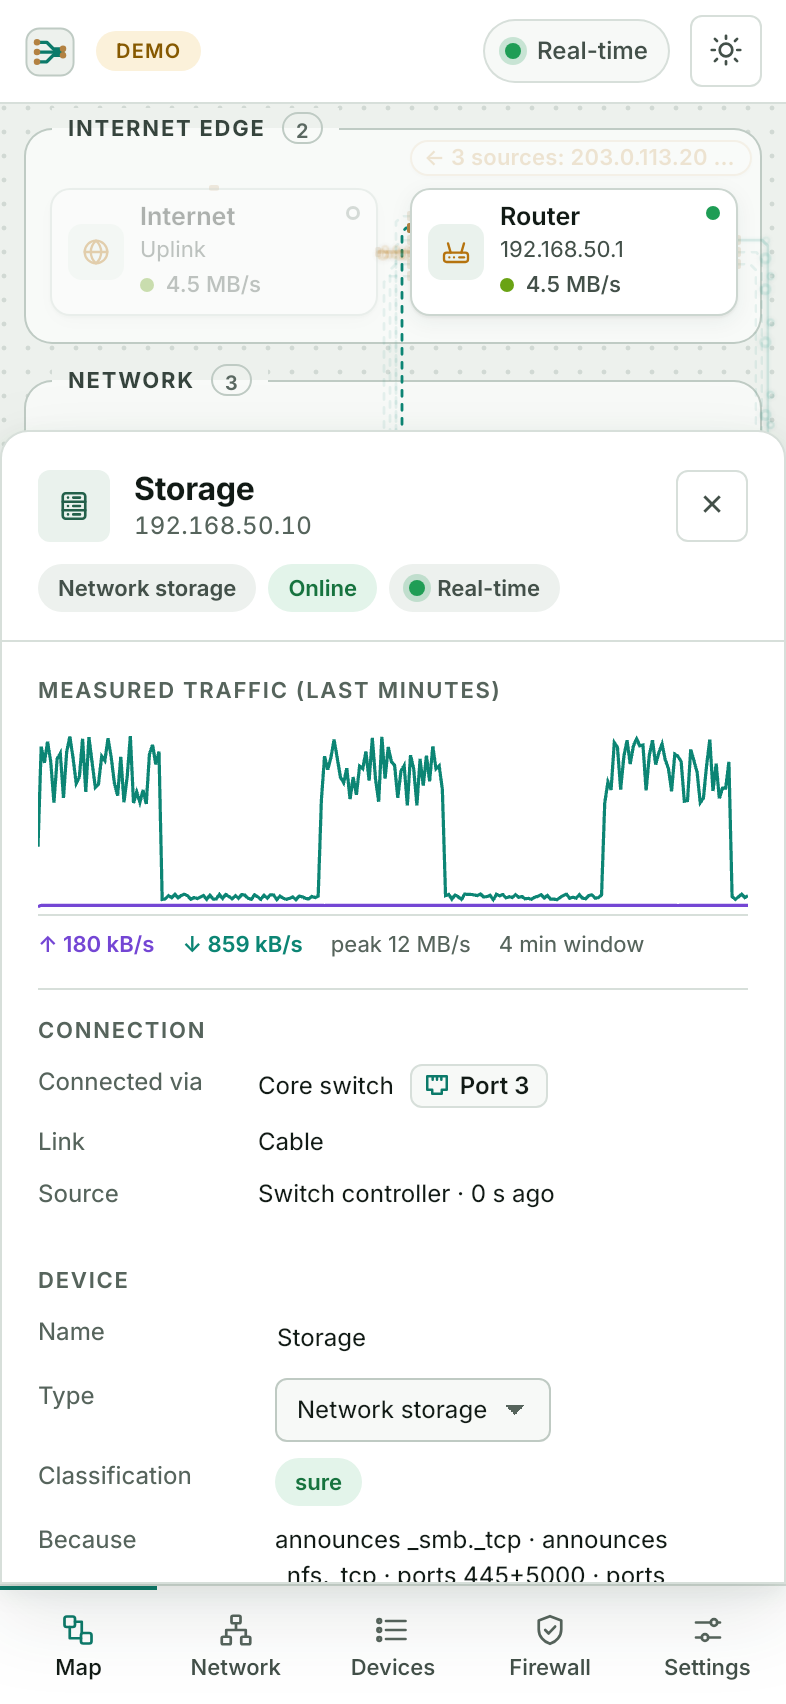 DEMO
Real-time
INTERNET EDGE 2
← 3 sources: 203.0.113.20 ...
Internet
Uplink
4.5 MB/s
Router
192.168.50.1
4.5 MB/s
NETWORK 3
Storage
192.168.50.10
Network storage
Online
Real-time
MEASURED TRAFFIC (LAST MINUTES)
↑ 180 kB/s ↓ 859 kB/s peak 12 MB/s 4 min window
CONNECTION
Connected via Core switch Port 3
Link Cable
Source Switch controller · 0 s ago
DEVICE
Name Storage
Type Network storage
Classification sure
Because announces _smb._tcp · announces
_nfs._tcp · ports 445+5000 · ports
Map Network Devices Firewall Settings